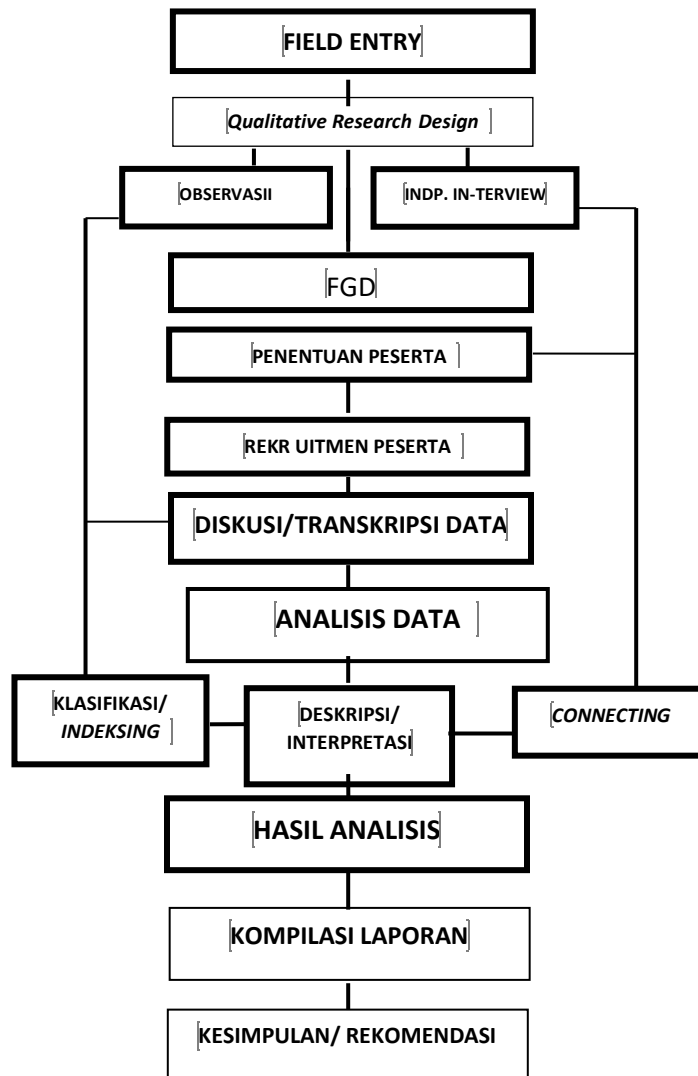 FIELD ENTRY
Qualitative Research Design
OBSERVASII
INDP. IN-TERVIEW
FGD
PENENTUAN PESERTA
REKR UITMEN PESERTA
DISKUSI/TRANSKRIPSI DATA
ANALISIS DATA
KLASIFIKASI/
INDEKSING
DESKRIPSI/
INTERPRETASI
CONNECTING
HASIL ANALISIS
KOMPILASI LAPORAN
KESIMPULAN/ REKOMENDASI